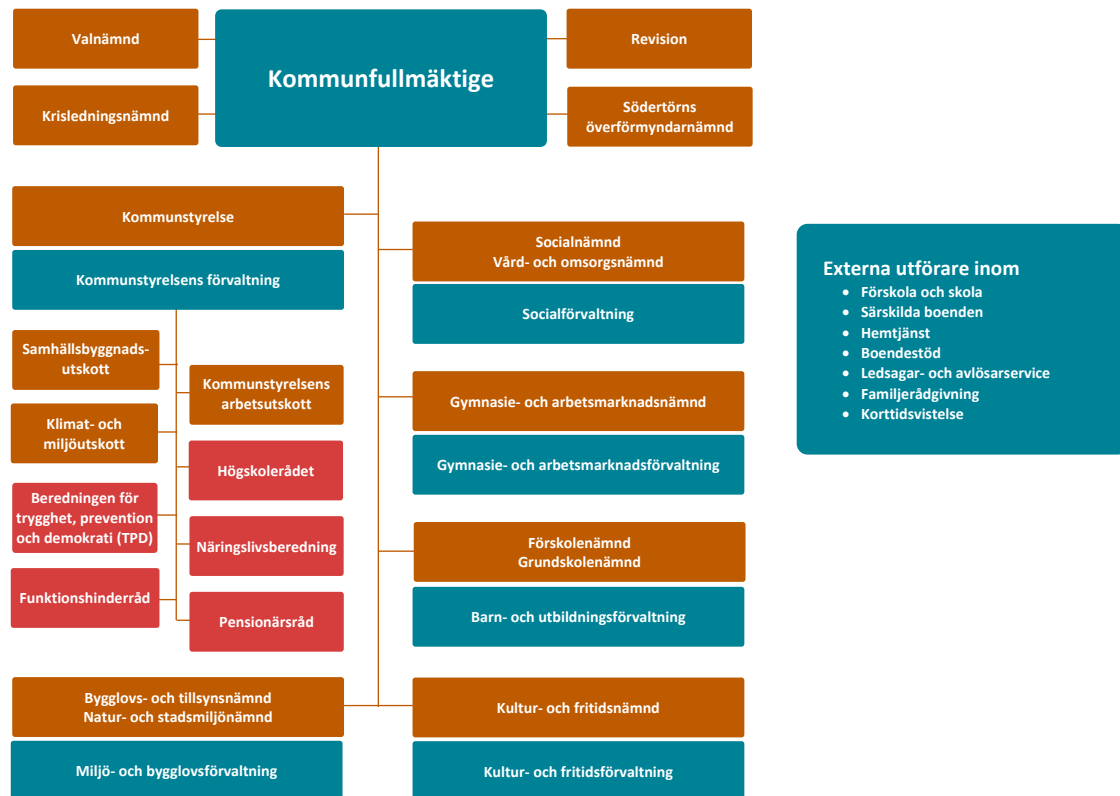 Valnämnd
Kommunfullmäktige
Revision
Krisledningsnämnd
Södertörns
överförmyndarnämnd
Kommunstyrelse
Kommunstyrelsens förvaltning
Samhällsbyggnads-
utskott
Kommunstyrelsens
arbetsutskott
Klimat- och
miljöutskott
Högskolerådet
Beredningen för
trygghet, prevention
och demokrati (TPD)
Näringslivsberedning
Funktionshinderråd
Pensionärsråd
Bygglovs- och tillsynsnämnd
Natur- och stadsmiljönämnd
Miljö- och bygglovsförvaltning
Socialnämnd
Vård- och omsorgsnämnd
Socialförvaltning
Gymnasie- och arbetsmarknadsnämnd
Gymnasie- och arbetsmarknadsförvaltning
Förskolenämnd
Grundskolenämnd
Barn- och utbildningsförvaltning
Kultur- och fritidsnämnd
Kultur- och fritidsförvaltning
Externa utförare inom
• Förskola och skola
• Särskilda boenden
• Hemtjänst
• Boendestöd
• Ledsagar- och avlösarservice
• Familjerådgivning
• Korttidsvistelse